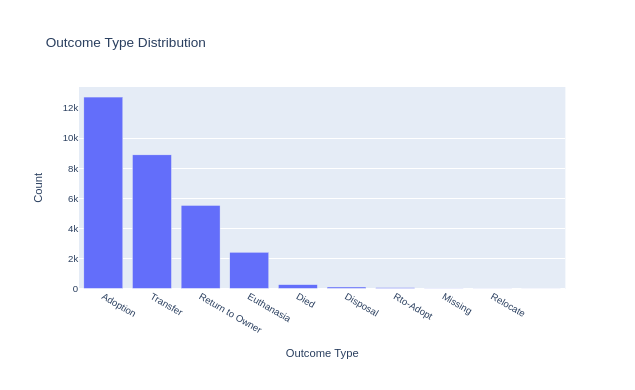 Outcome Type Distribution
12k
10k
8k
6k
4k
2k
0
Count
Adoption
Transfer
Return to Owner
Euthanasia
Died
Disposal
Rto-Adopt
Missing
Relocate
Outcome Type